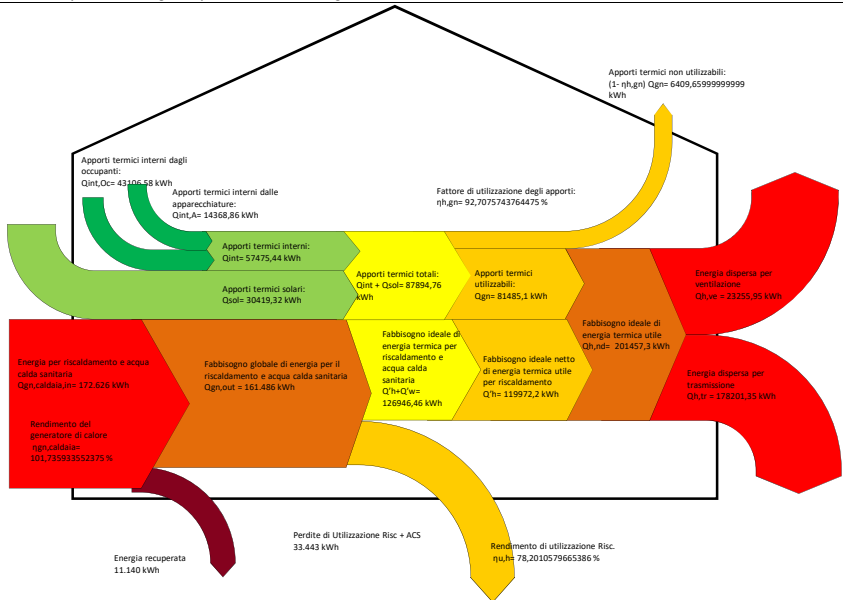 Apporti termici non utilizzabili:
(1- ηh,gn) Qgn= 6409,65999999999
kWh
Apporti termici interni dagli
occupanti:
Qint,Oc= 43106,58 kWh
Apporti termici interni dalle
apparecchiature:
Qint,A= 14368,86 kWh
Fattore di utilizzazione degli apporti:
ηh,gn= 92,7075743764475 %
Apporti termici interni:
Qint= 57475,44 kWh
Apporti termici solari:
Qsol= 30419,32 kWh
Apporti termici totali:
Qint + Qsol= 87894,76
kWh
Apporti termici
utilizzabili:
Qgn= 81485,1 kWh
Energia dispersa per
ventilazione
Qh,ve = 23255,95 kWh
Fabbisogno ideale di
energia termica utile
Qh,nd= 201457,3 kWh
Energia per riscaldamento e acqua
calda sanitaria
Qgn,caldaia,in= 172.626 kWh
Rendimento del
generatore di calore
ηgn,caldaia=
101,735933552375 %
Fabbisogno globale di energia per il
riscaldamento e acqua calda sanitaria
Qgn,out = 161.486 kWh
Fabbisogno ideale di
energia termica per
riscaldamento e
acqua calda
sanitaria
Q'h+Q'w=
126946,46 kWh
Fabbisogno ideale netto
di energia termica utile
per riscaldamento
Q'h= 119972,2 kWh
Energia dispersa per
trasmissione
Qh,tr = 178201,35 kWh
Energia recuperata
11.140 kWh
Perdite di Utilizzazione Risc + ACS
33.443 kWh
Rendimento di utilizzazione Risc.
ηu,h= 78,2010579665386 %